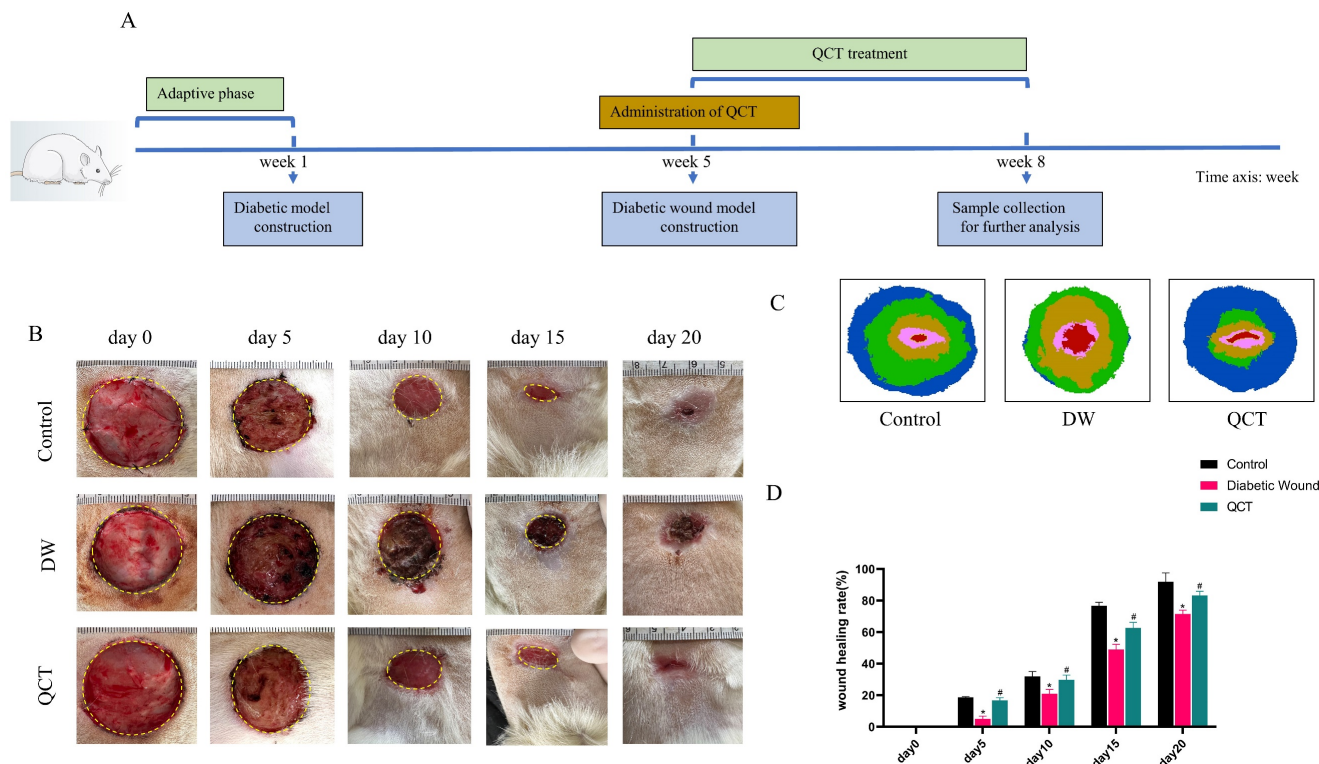 A
QCT treatment
Adaptive phase
Administration of QCT
week 1
week 5
week 8
Time axis: week
Diabetic model
construction
Diabetic wound model
construction
Sample collection
for further analysis
B
day 0
day 5
day 10
day 15
day 20
Control
DW
QCT
C
Control
DW
QCT
D
Control
Diabetic Wound
QCT
wound healing rate(%)
100
80
60
40
20
0
*
#
*
#
*
#
*
#
day0
day5
day10
day15
day20